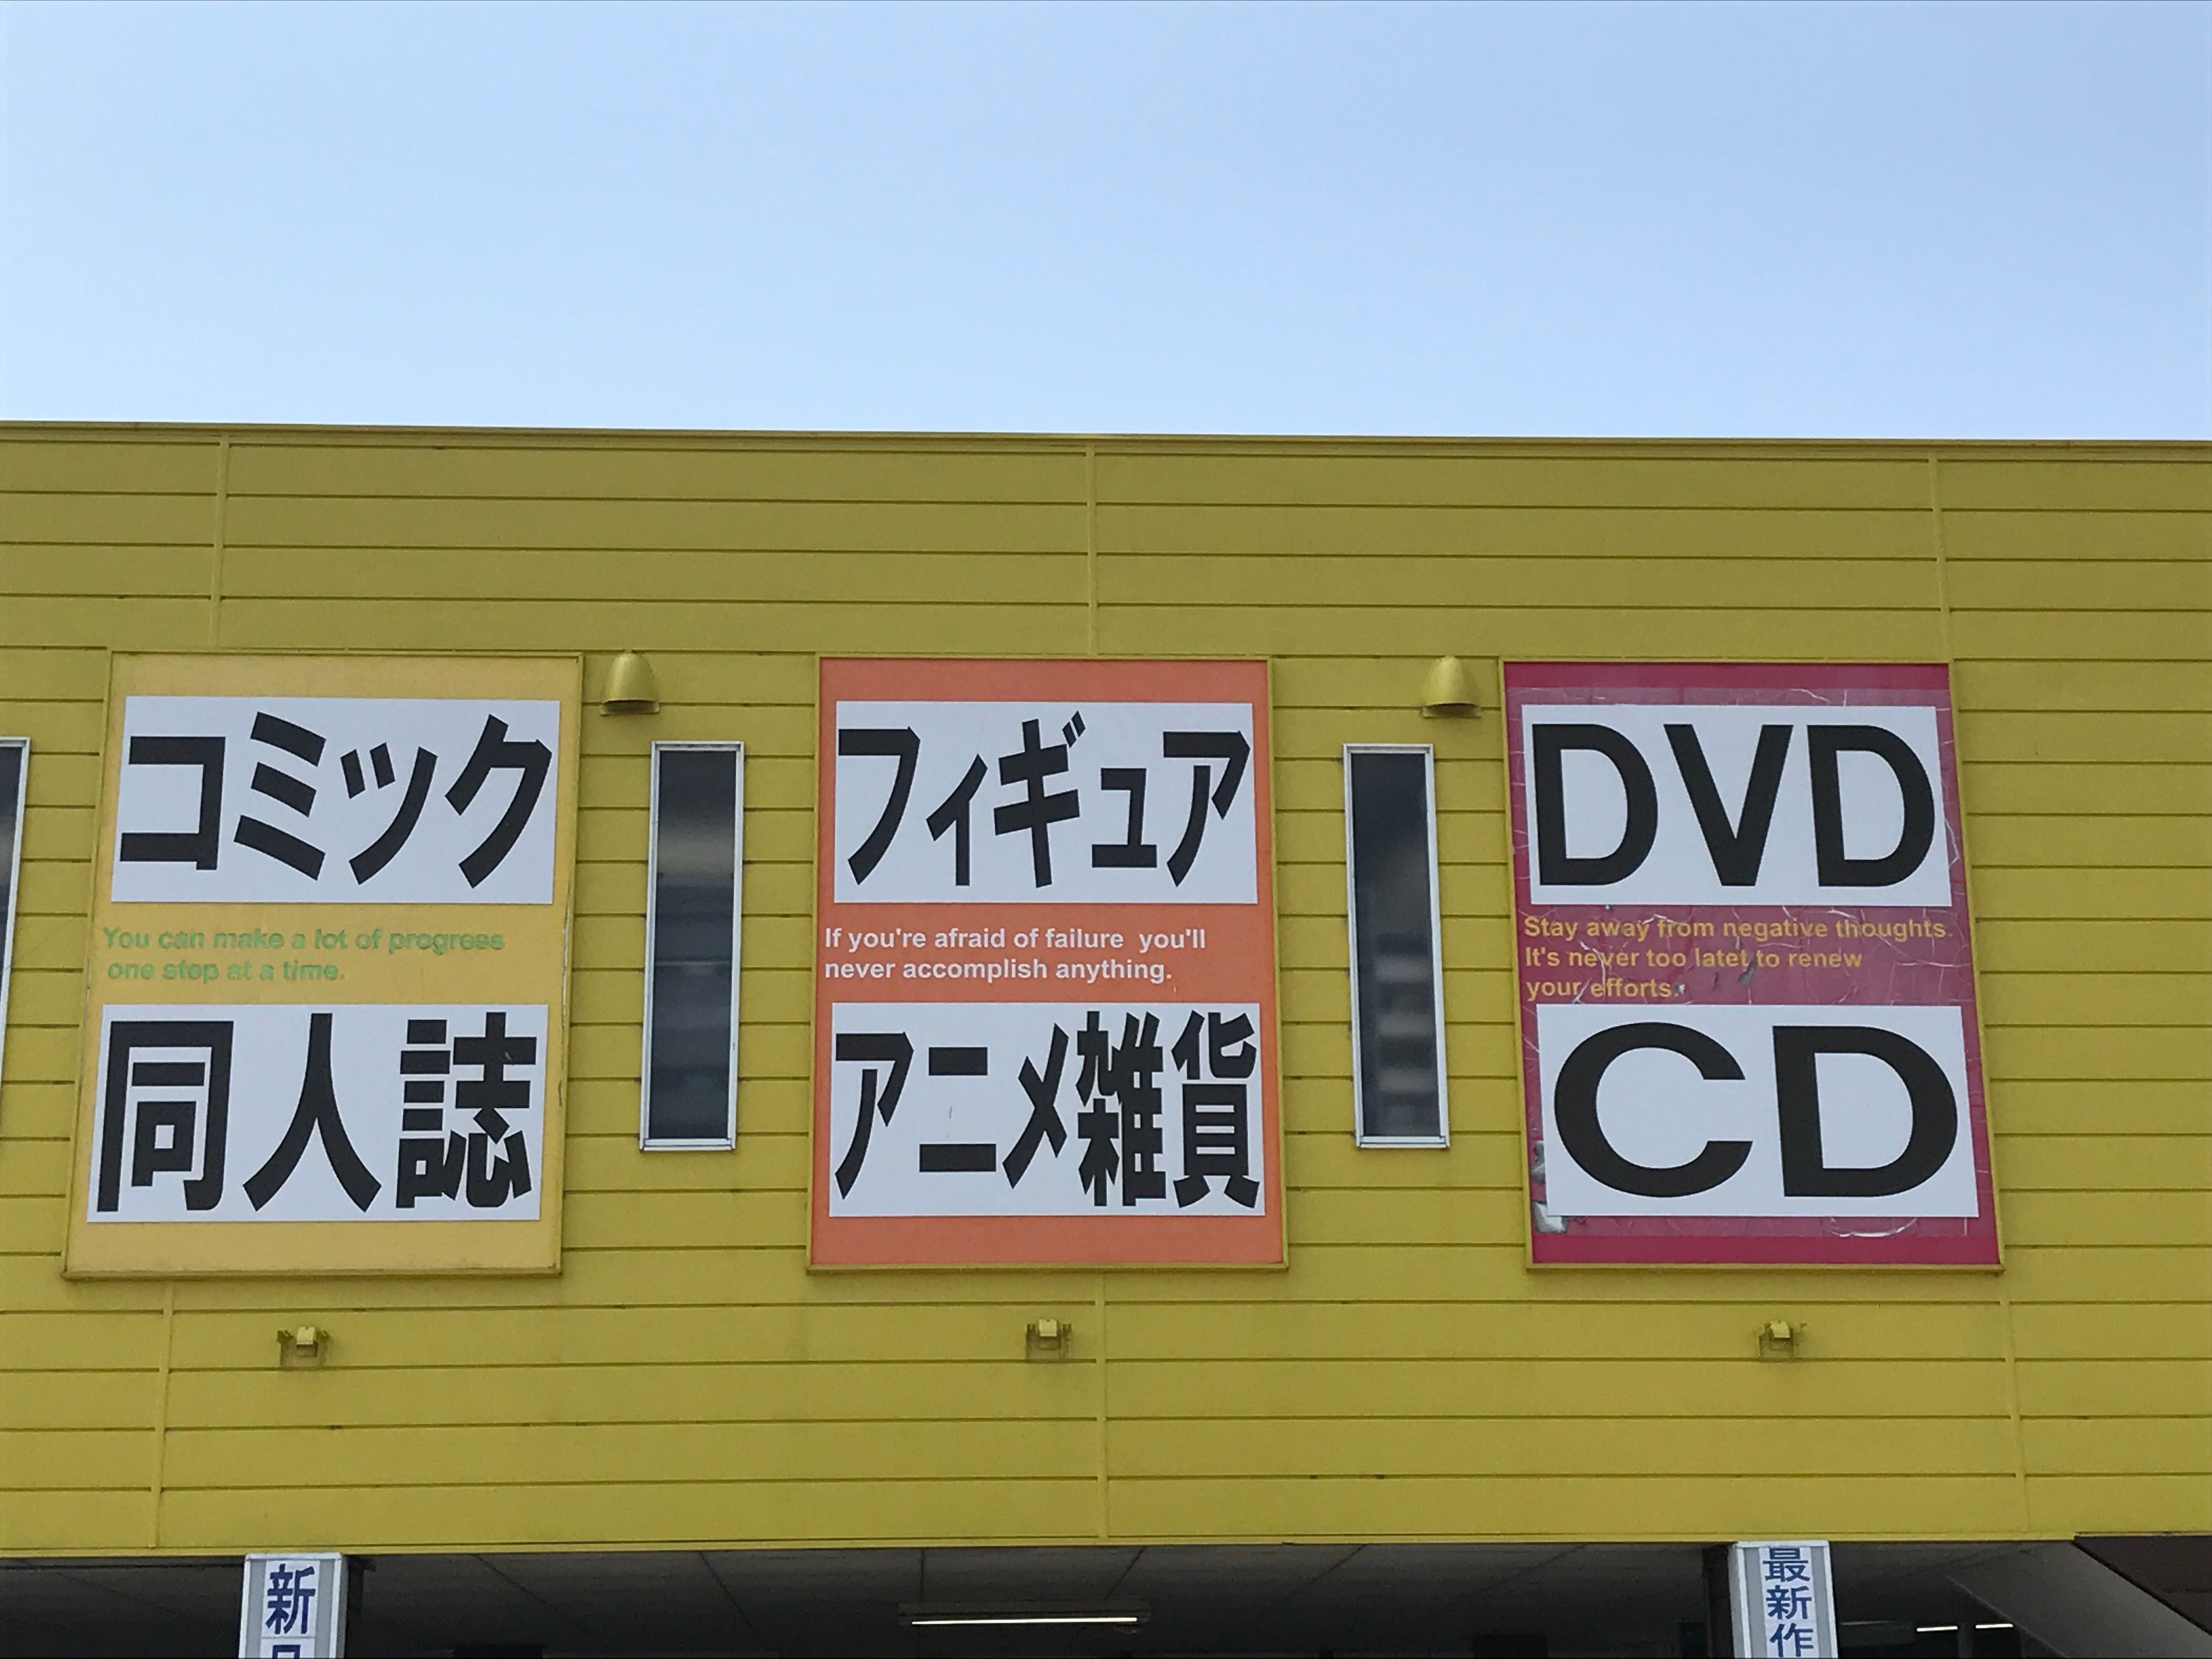 コミック
You can make a lot of progress
one step at a time.
同人誌
フィギュア
If you're afraid of failure you'll
never accomplish anything.
アニメ雑貨
DVD
Stay away from negative thoughts.
It's never too latet to renew
your efforts.
CD
新
最新作